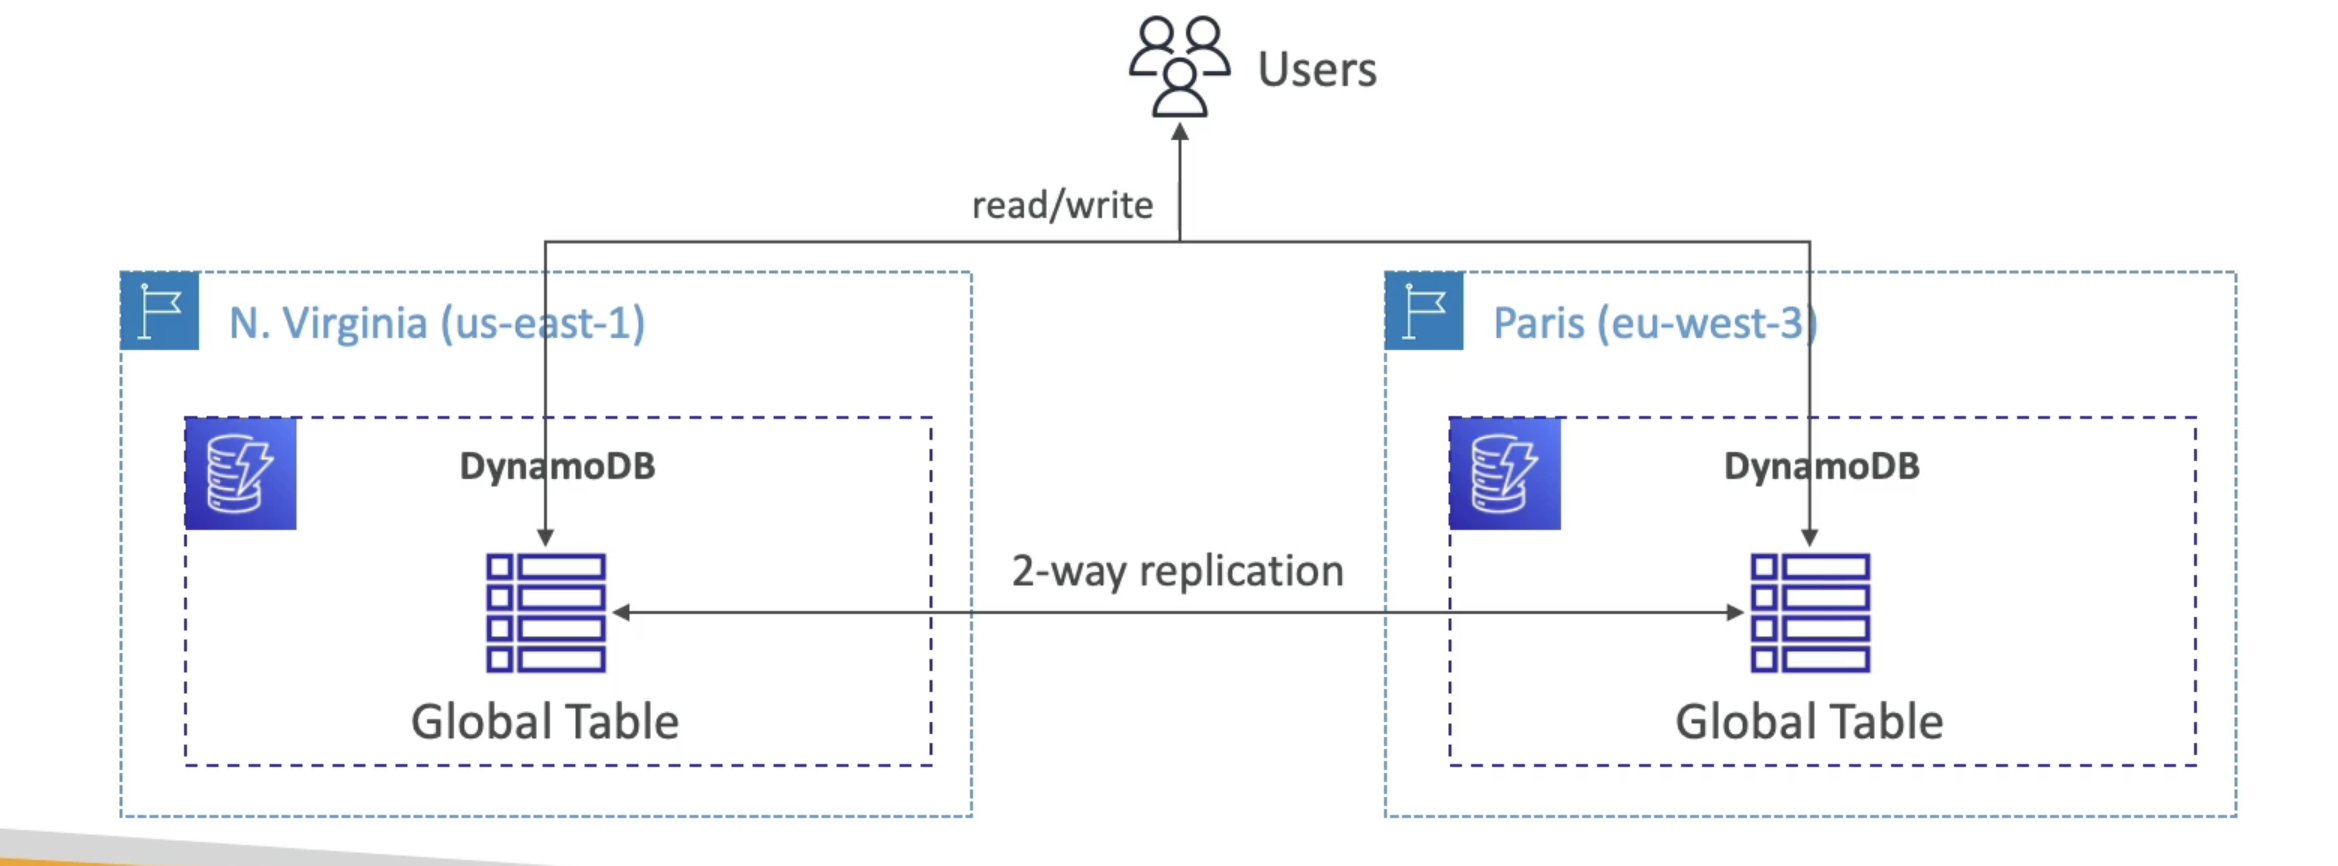 Users
read/write
N. Virginia (us-east-1)
Paris (eu-west-3)
DynamoDB
DynamoDB
2-way replication
Global Table
Global Table